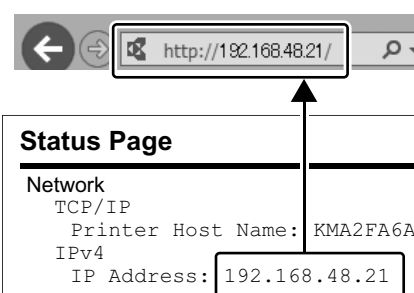 http://192.168.48.21/
Status Page
Network
TCP/IP
Printer Host Name: KMA2FA6A
IPv4
IP Address: 192.168.48.21